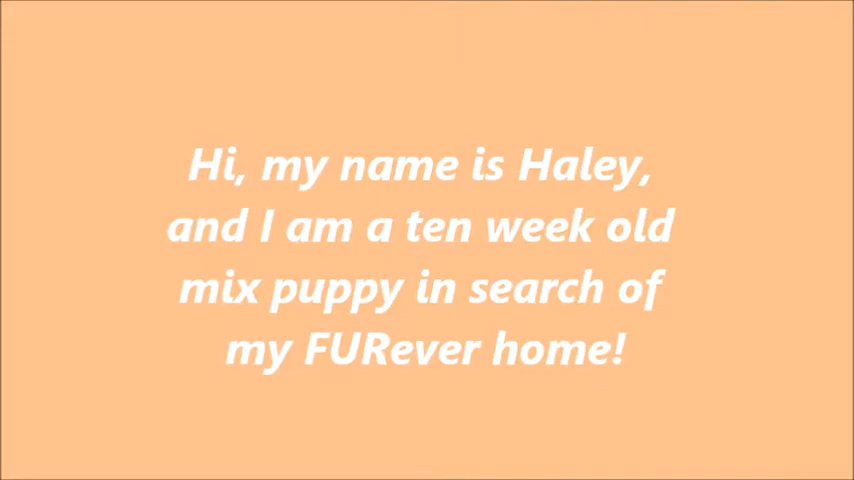 Hi, my name is Haley,
and I am a ten week old
mix puppy in search of
my FURever home!